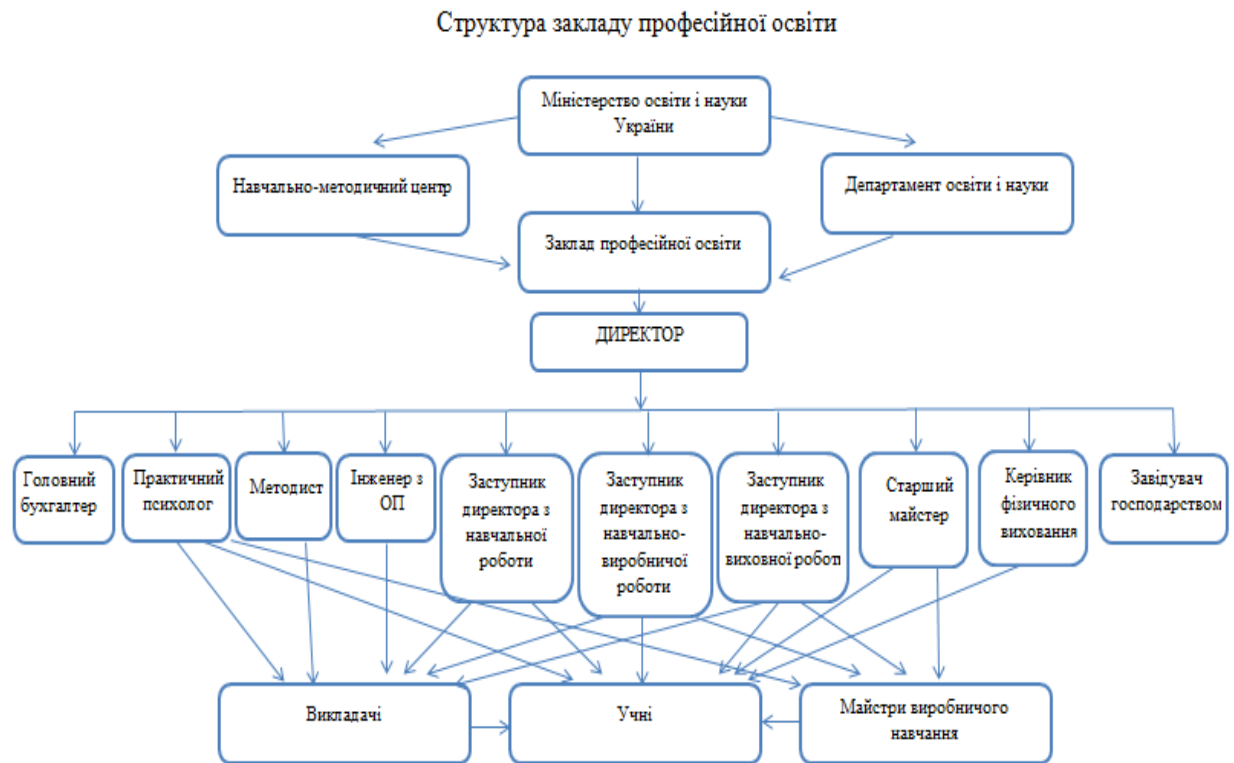 Структура закладу професійної освіти
Міністерство освіти і науки
України
Навчально-методичний центр
Департамент освіти і науки
Заклад професійної освіти
ДИРЕКТОР
Головний
бухгалтер
Практичний
психолог
Методист
Інженер з
ОП
Заступник
директора з
навчальної
роботи
Заступник
директора з
навчально-
виробничої
роботи
Заступник
директора з
навчально-
виховної роботи
Старший
майстер
Керівник
фізичного
виховання
Завідувач
господарством
Викладачі
Учні
Майстри виробничого
навчання